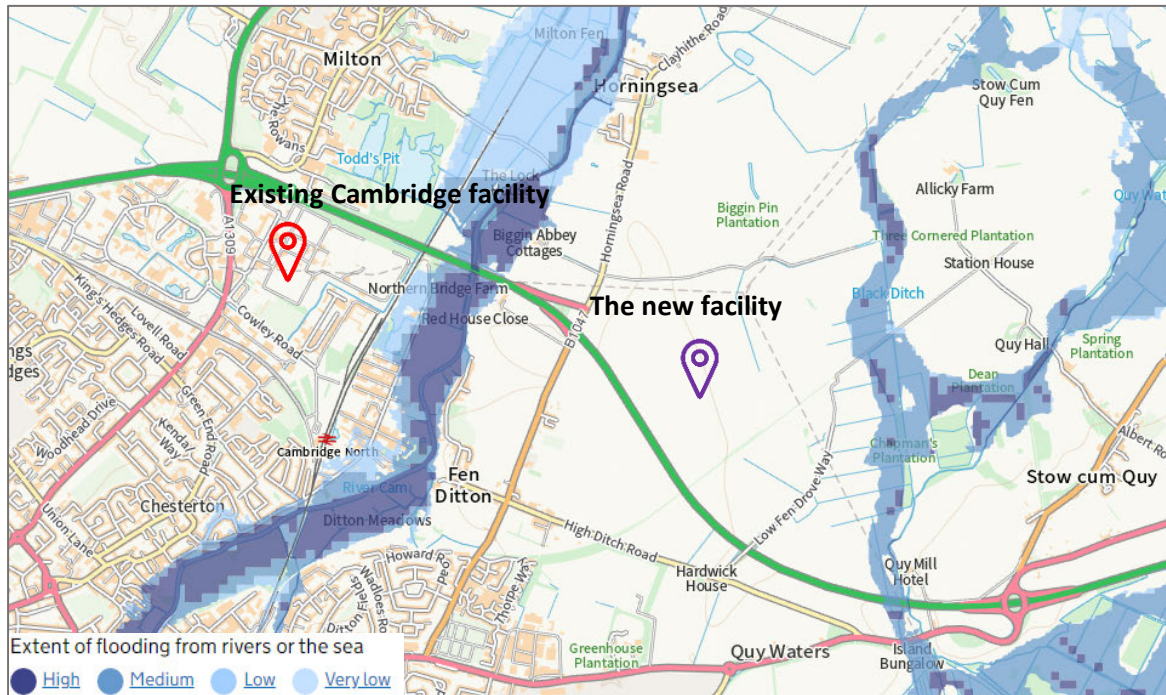 Milton Fen
Clayhithe Road
Milton
Horningsea
Stow Cum
Quy Fen
The Rowans
Todd's Pit
The Lock
Existing Cambridge facility
Allicky Farm
A1309
Horningsea Road
Biggin Pin
Plantation
Biggin Abbey
Cottages
Three Cornered Plantation
Station House
King's Hedges Road
Lovell Road
Northern Bridge Farm
The new facility
Black Ditch
Cowley Road
Red House Close
B1047
Quy Hall
Spring
Plantation
Dean
Plantation
Woodhead Drive
Green End Road
Kendal
Way
Cambridge North
Chapman's
Plantation
Albert Ro
Fen
Ditton
Stow cum Quy
Chesterton
River Cam
Ditton Meadows
Union Lane
High Ditch Road
Low Fen Drove Way
Howard Road
Wadloes Road
Ditton Fields
Thorpe Way
Hardwick
House
Quy Mill
Hotel
Greenhouse
Plantation
Quy Waters
Island
Bungalow
Extent of flooding from rivers or the sea
High Medium Low Very low